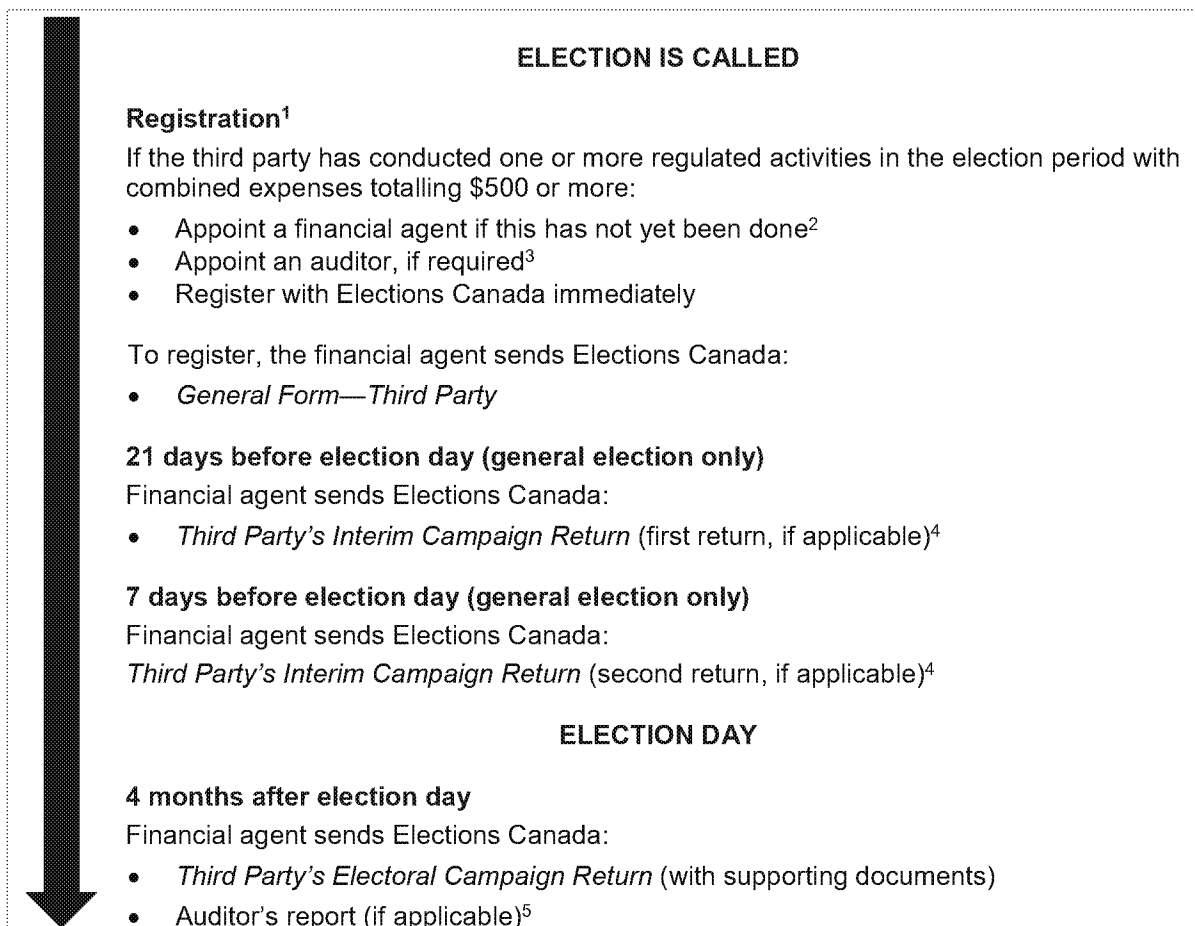 ELECTION IS CALLED
Registration¹
If the third party has conducted one or more regulated activities in the election period with
combined expenses totalling $500 or more:
• Appoint a financial agent if this has not yet been done²
• Appoint an auditor, if required³
• Register with Elections Canada immediately
To register, the financial agent sends Elections Canada:
• General Form—Third Party
21 days before election day (general election only)
Financial agent sends Elections Canada:
• Third Party's Interim Campaign Return (first return, if applicable)⁴
7 days before election day (general election only)
Financial agent sends Elections Canada:
Third Party's Interim Campaign Return (second return, if applicable)⁴
ELECTION DAY
4 months after election day
Financial agent sends Elections Canada:
• Third Party's Electoral Campaign Return (with supporting documents)
• Auditor's report (if applicable)⁵